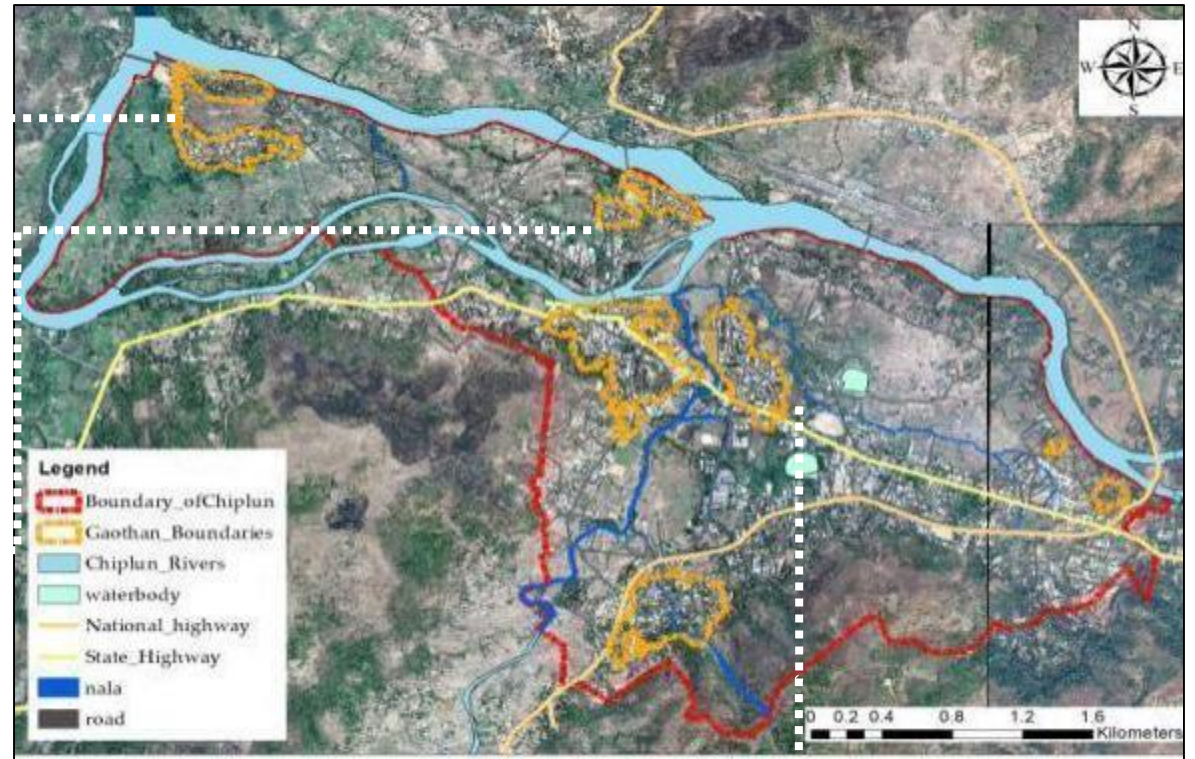 N
W E
S
Legend
Boundary_ofChiplun
Gaothan_Boundaries
Chiplun_Rivers
waterbody
National_highway
State_Highway
nala
road
0 0.2 0.4 0.8 1.2 1.6
Kilometers